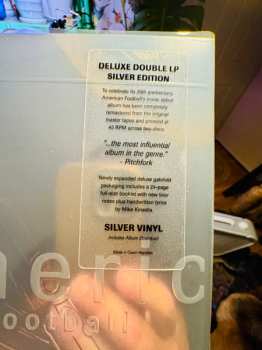 DELUXE DOUBLE LP
SILVER EDITION
To celebrate its 25th anniversary
American Football's iconic debut
album has been completely
remastered from the original
master tapes and pressed at
45 RPM across two discs.
"...the most influential
album in the genre."
- Pitchfork
Newly expanded deluxe gatefold
packaging includes a 24-page
full-size booklet with new liner
notes plus handwritten lyrics
by Mike Kinsella.
SILVER VINYL
Includes Album Download
Made in Czech Republic
meric
football